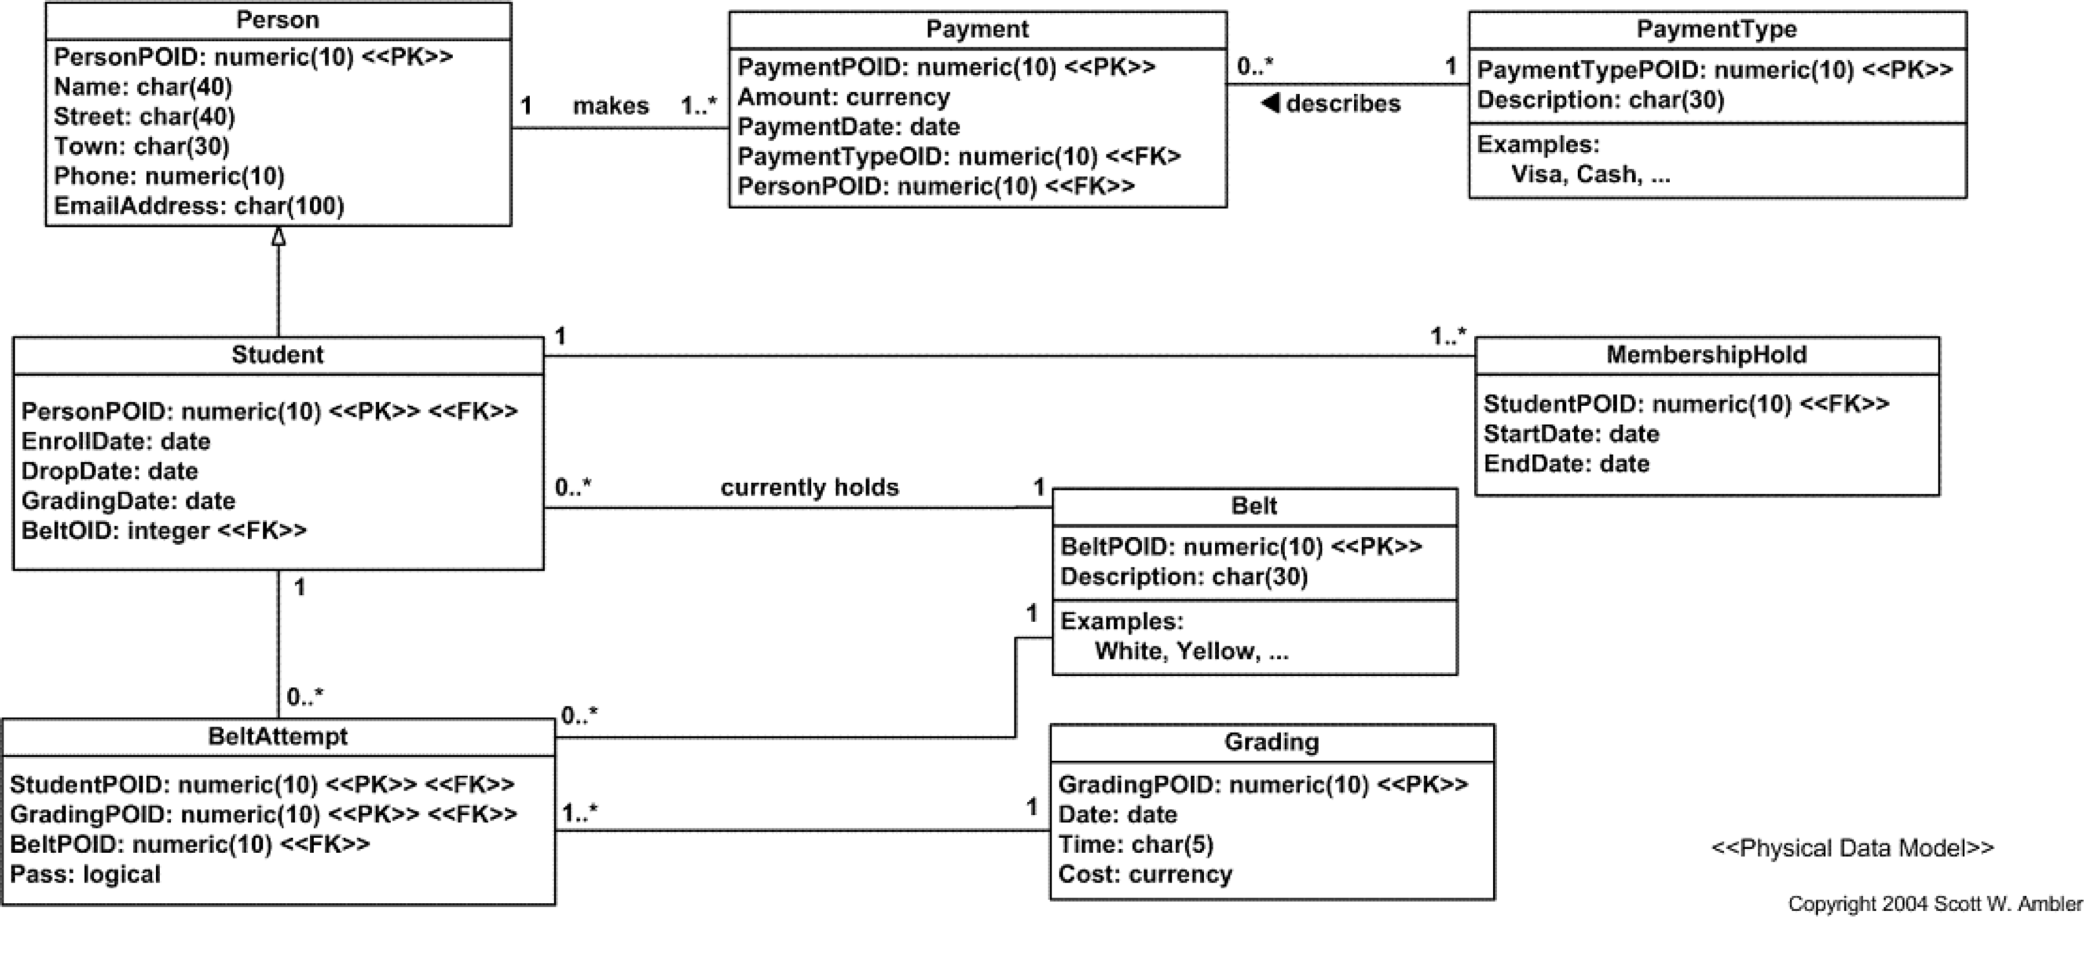 Person
PersonPOID: numeric(10) <<PK>>
Name: char(40)
Street: char(40)
Town: char(30)
Phone: numeric(10)
EmailAddress: char(100)
1 makes 1..*
Payment
PaymentPOID: numeric(10) <<PK>>
Amount: currency
PaymentDate: date
PaymentTypeOID: numeric(10) <<FK>
PersonPOID: numeric(10) <<FK>>
0..* 1
◀ describes
PaymentType
PaymentTypePOID: numeric(10) <<PK>>
Description: char(30)
Examples:
Visa, Cash, ...
Student
PersonPOID: numeric(10) <<PK>> <<FK>>
EnrollDate: date
DropDate: date
GradingDate: date
BeltOID: integer <<FK>>
1 1..*
MembershipHold
StudentPOID: numeric(10) <<FK>>
StartDate: date
EndDate: date
0..* currently holds 1
Belt
BeltPOID: numeric(10) <<PK>>
Description: char(30)
Examples:
White, Yellow, ...
1
0..*
1
0..*
BeltAttempt
StudentPOID: numeric(10) <<PK>> <<FK>>
GradingPOID: numeric(10) <<PK>> <<FK>>
BeltPOID: numeric(10) <<FK>>
Pass: logical
1..* 1
Grading
GradingPOID: numeric(10) <<PK>>
Date: date
Time: char(5)
Cost: currency
<<Physical Data Model>>
Copyright 2004 Scott W. Ambler